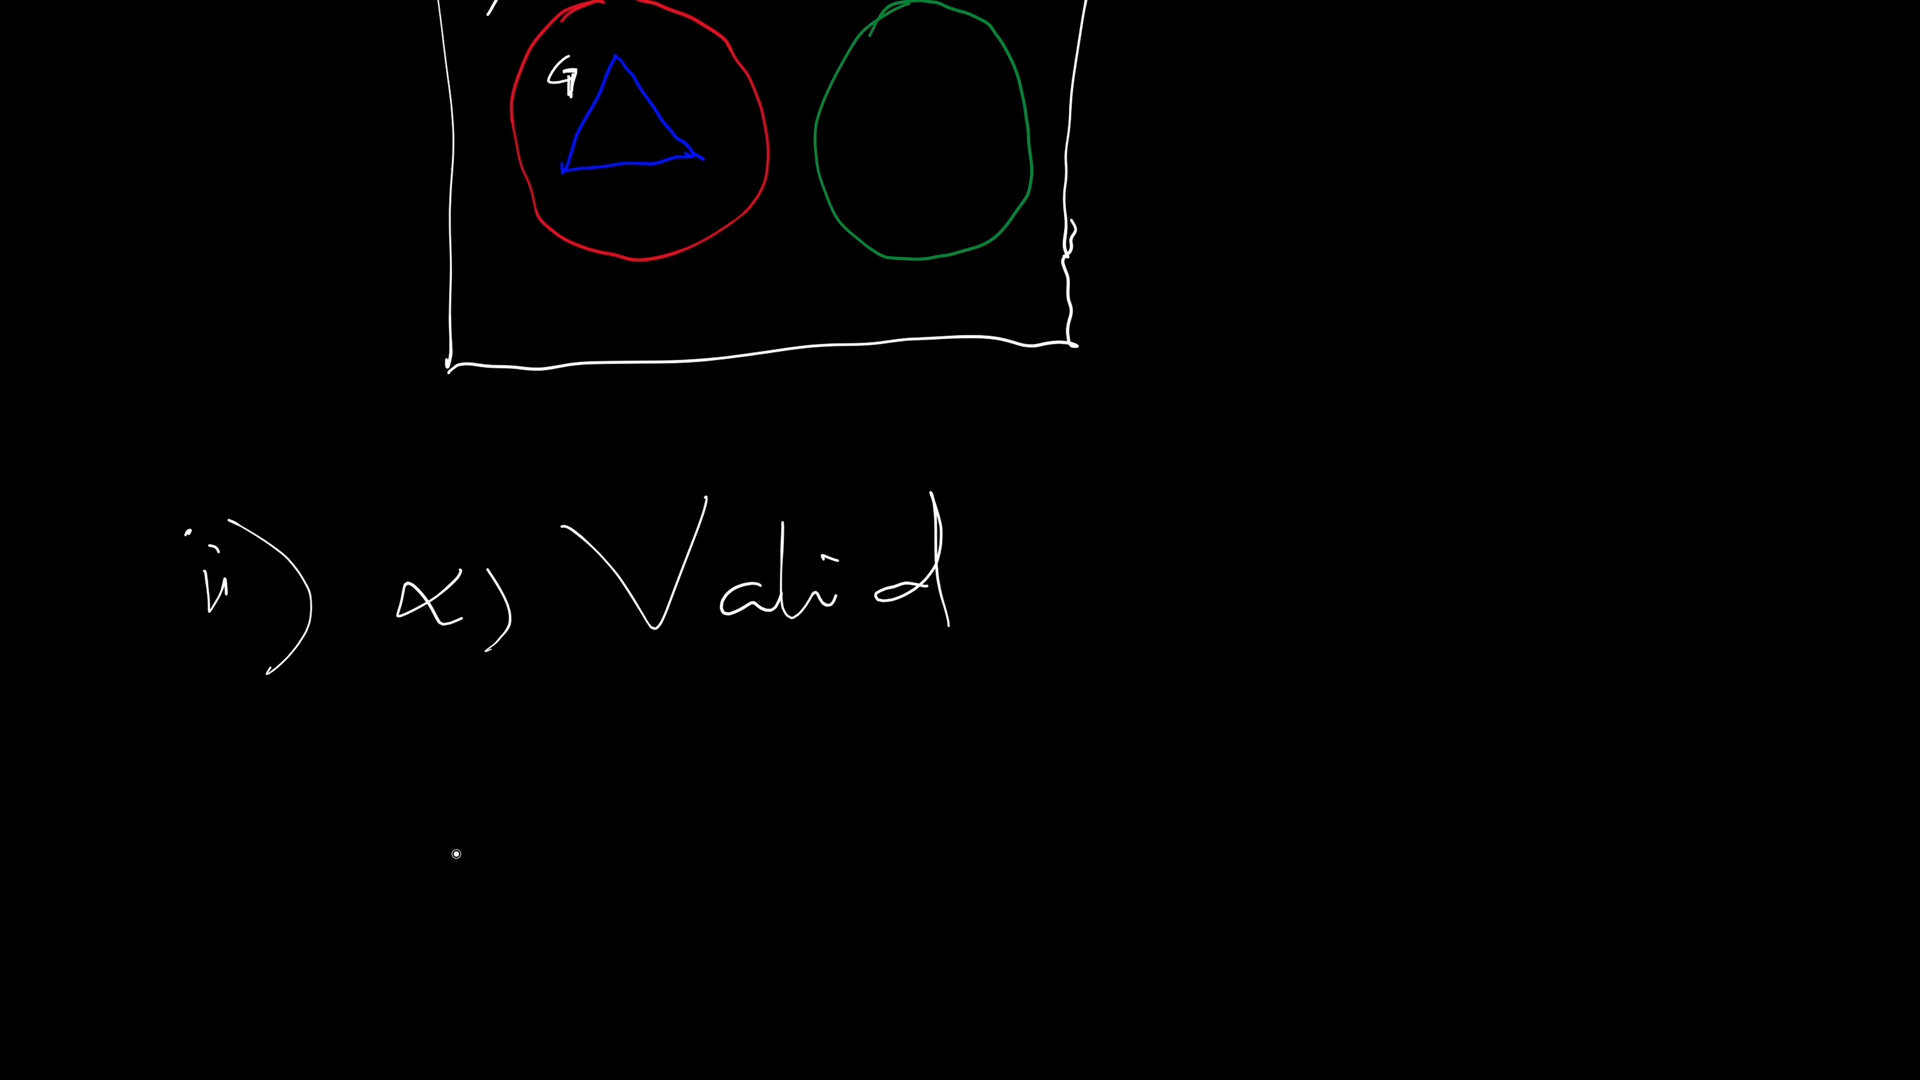 G
ii) α) Valid